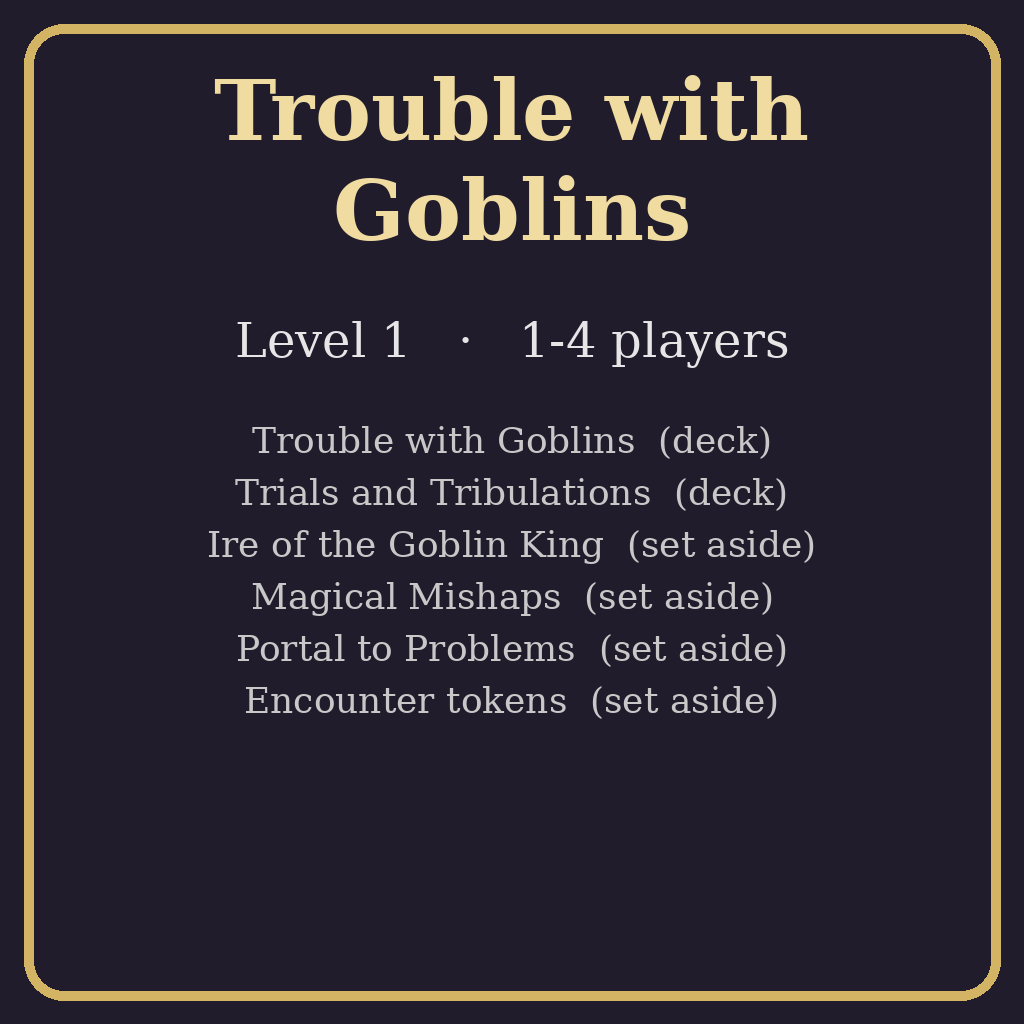 Trouble with
Goblins
Level 1 · 1-4 players
Trouble with Goblins (deck)
Trials and Tribulations (deck)
Ire of the Goblin King (set aside)
Magical Mishaps (set aside)
Portal to Problems (set aside)
Encounter tokens (set aside)